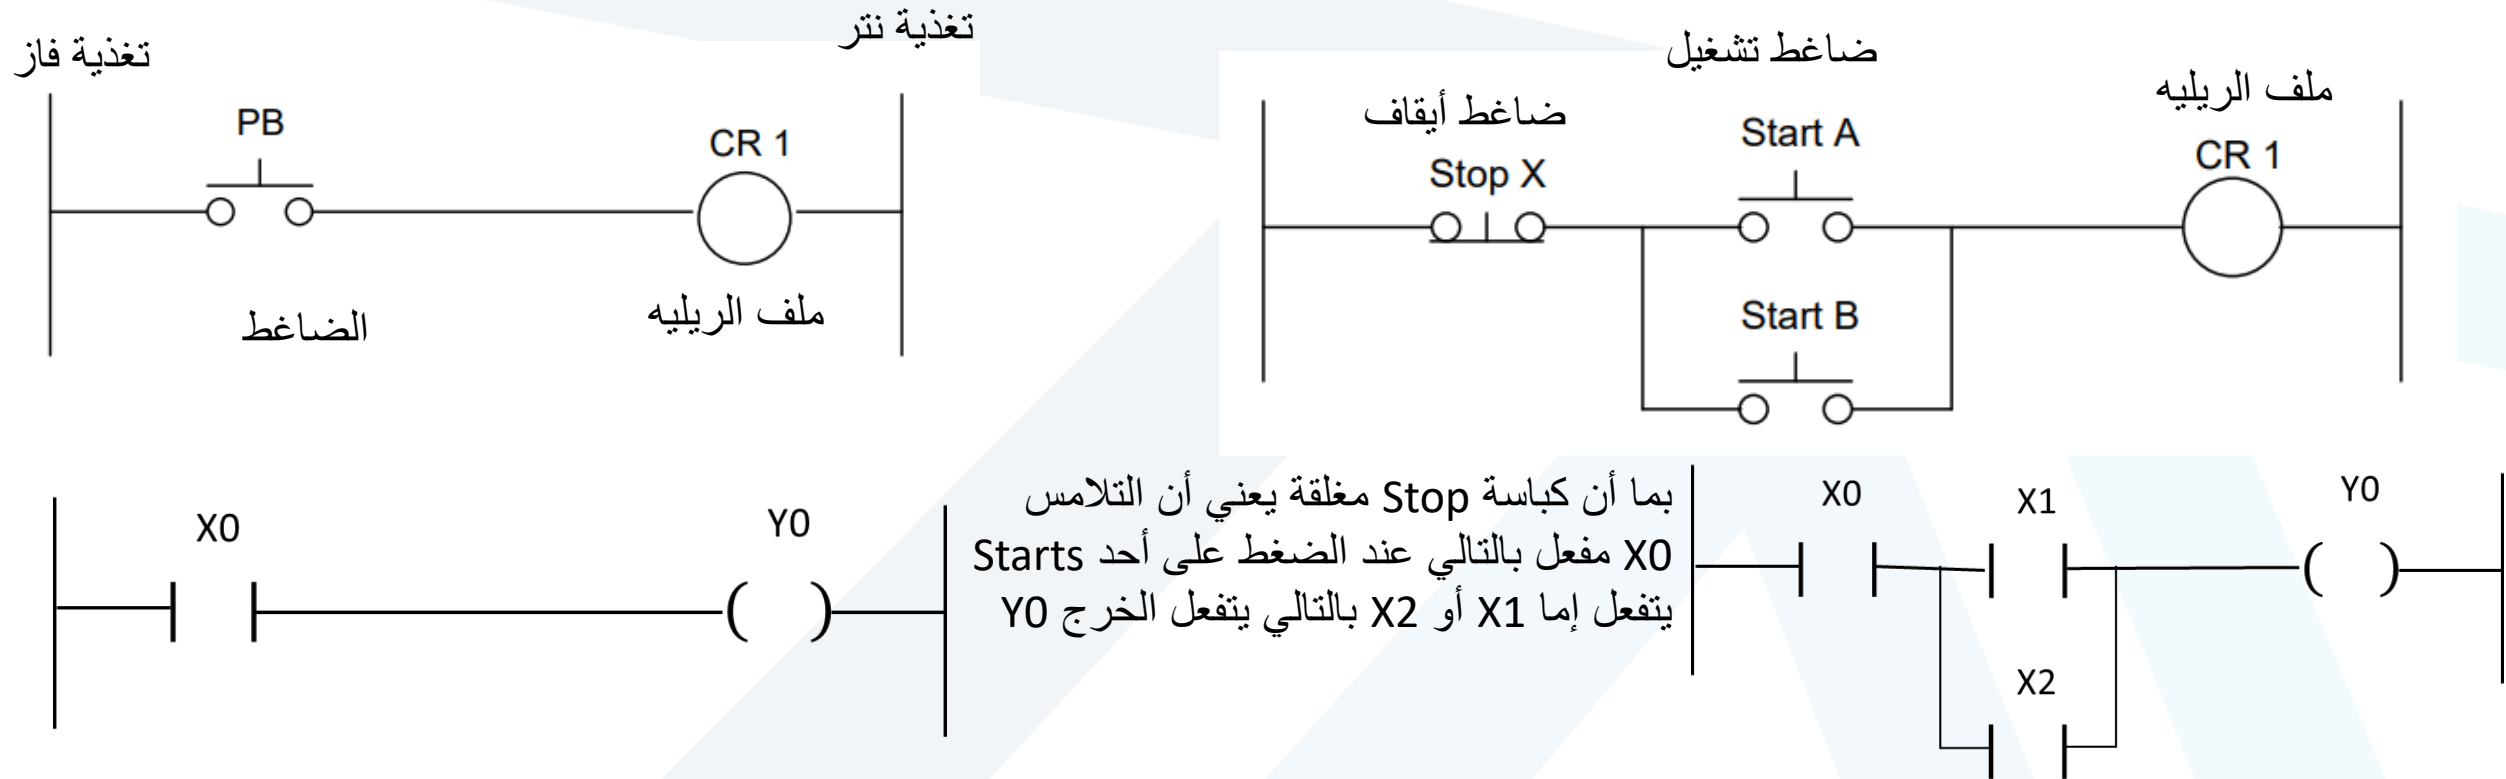 تغذية فاز
تغذية نتر
PB
CR 1
الضاغط
ملف الريليه
ضاغط تشغيل
ملف الريليه
ضاغط أيقاف
Start A
CR 1
Stop X
Start B
X0
Y0
بما أن كباسة Stop مغلقة يعني أن التلامس
X0 مفعل بالتالي عند الضغط على أحد Starts
يتفعل إما X1 أو X2 بالتالي يتفعل الخرج Y0
X0
X1
Y0
X2